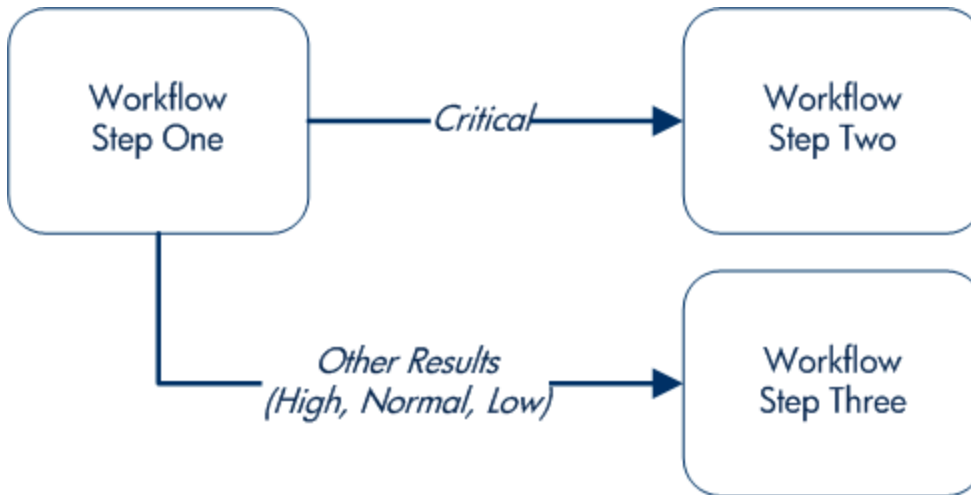 Workflow
Step One
Critical
Workflow
Step Two
Other Results
(High, Normal, Low)
Workflow
Step Three